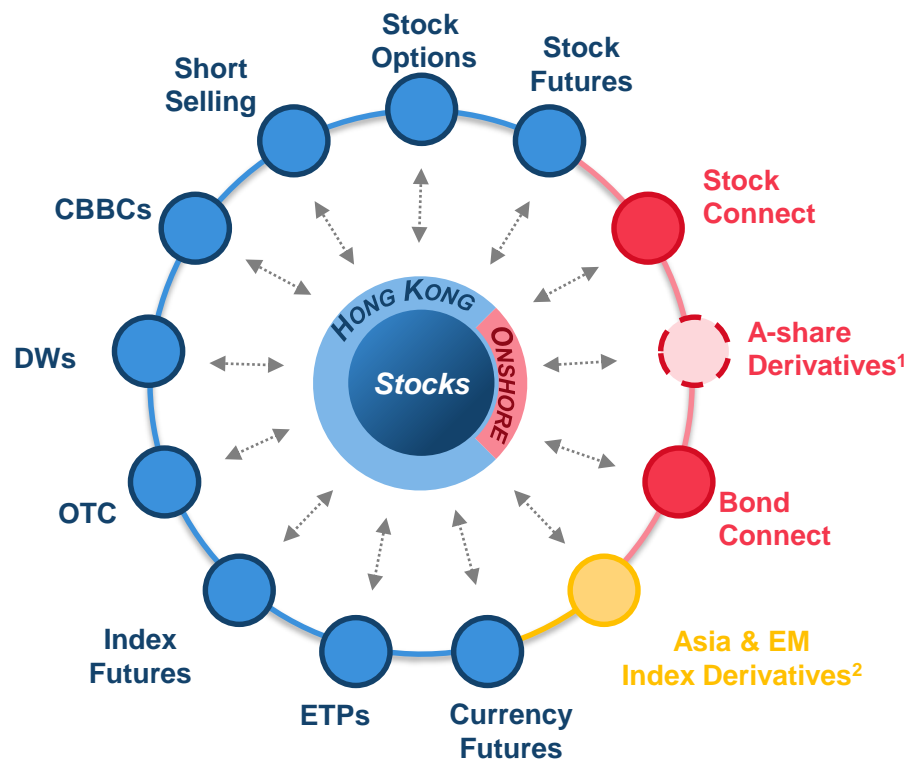 Stock
Options
Stock
Futures
Short
Selling
Stock
Connect
CBBCs
HONG KONG
ONSHORE
A-share
Derivatives¹
DWs
Stocks
OTC
Bond
Connect
Index
Futures
Asia & EM
Index Derivatives²
ETPs
Currency
Futures